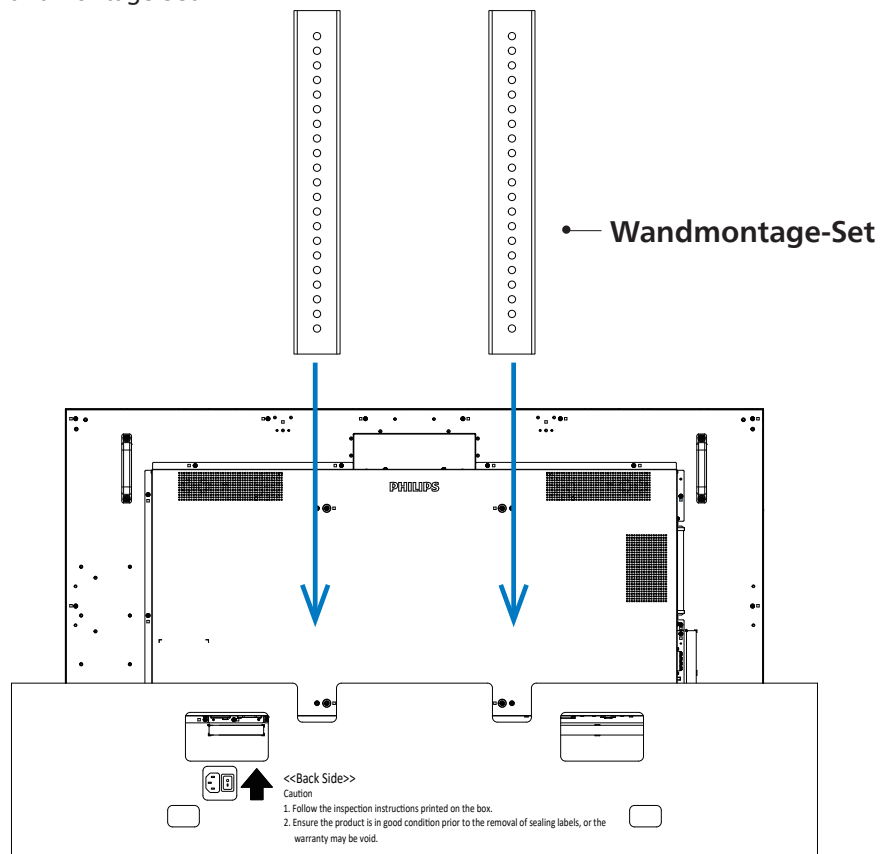 Wandmontage-Set
PHILIPS
<<Back Side>>
Caution
1. Follow the inspection instructions printed on the box.
2. Ensure the product is in good condition prior to the removal of sealing labels, or the
warranty may be void.